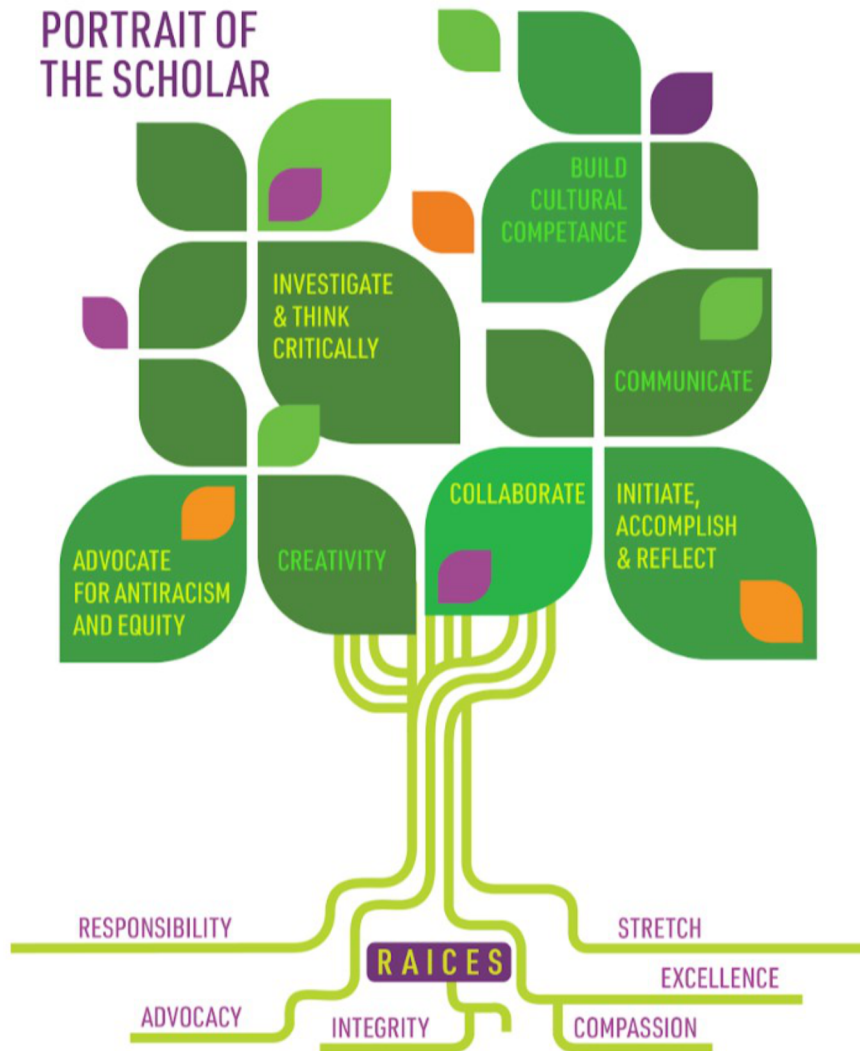 PORTRAIT OF
THE SCHOLAR
BUILD
CULTURAL
COMPETANCE
INVESTIGATE
& THINK
CRITICALLY
COMMUNICATE
COLLABORATE
INITIATE,
ACCOMPLISH
& REFLECT
ADVOCATE
FOR ANTIRACISM
AND EQUITY
CREATIVITY
RESPONSIBILITY
STRETCH
RAICES
EXCELLENCE
ADVOCACY
INTEGRITY
COMPASSION